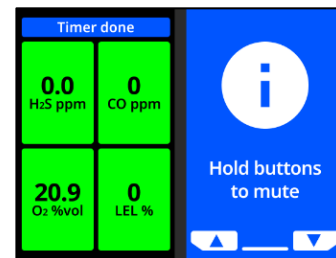 Timer done
0.0
H₂S ppm
0
CO ppm
20.9
O₂ %vol
0
LEL %
i
Hold buttons
to mute